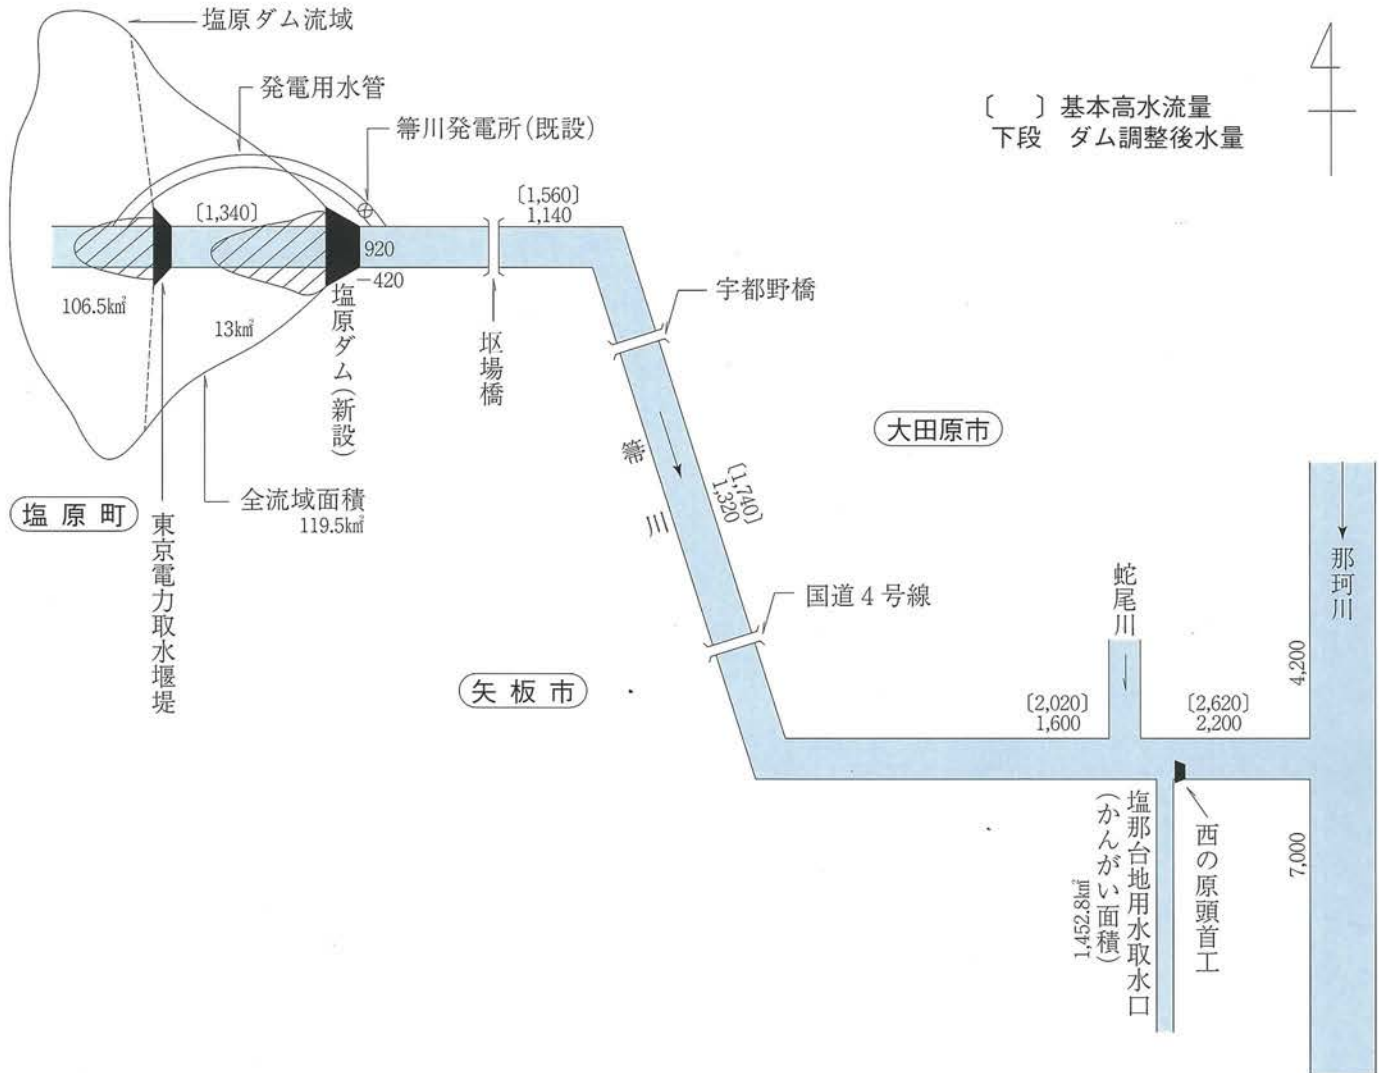 塩原ダム流域
発電用水管
箒川発電所(既設)
〔 〕基本高水流量
下段 ダム調整後水量
〔1,340〕
〔1,560〕
1,140
920
-420
106.5k㎡
13k㎡
塩原ダム(新設)
宇都野橋
大田原市
箒川
〔1,740〕
1,320
塩原町
全流域面積
119.5k㎡
東京電力取水堰堤
国道4号線
矢板市
蛇尾川
那珂川
4,200
〔2,020〕
1,600
〔2,620〕
2,200
7,000
塩那台地用水取水口
(かんがい面積)
1,452.8k㎡
西の原頭首工